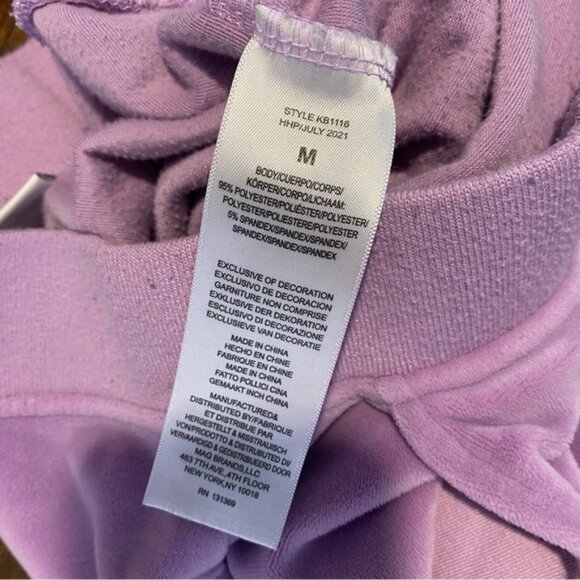 STYLE KB1116
HHP/JULY 2021
M
BODY/CUERPO/CORPS/
KÖRPER/CORPO/LICHAAM:
95% POLYESTER/POLIÉSTER/POLYESTER/
POLYESTER/POLIESTERE/POLYESTER
5% SPANDEX/SPANDEX/SPANDEX/
SPANDEX/SPANDEX/SPANDEX
EXCLUSIVE OF DECORATION
EXCLUSIVO DE DECORACION
GARNITURE NON COMPRISE
EXKLUSIVE DER DEKORATION
ESCLUSIVO DI DECORAZIONE
EXCLUSIEVE VAN DECORATIE
MADE IN CHINA
HECHO EN CHINE
FABRIQUE EN CHINE
MADE IN CHINA
FATTO POLLICI CINA
GEMAAKT INCH CHINA
MANUFACTURED&
DISTRIBUTED BY/FABRIQUE
ET DISTRIBUE PAR
HERGESTELLT & MISSTRAUISCH
VON/PRODOTTO & DISTRIBUTED DI/
VERVAARDIGD & GEDISTRIBUEERD DOOR
MAG BRANDS,LLC
463 7TH AVE.,4TH FLOOR
NEW YORK,NY 10018
RN 131369